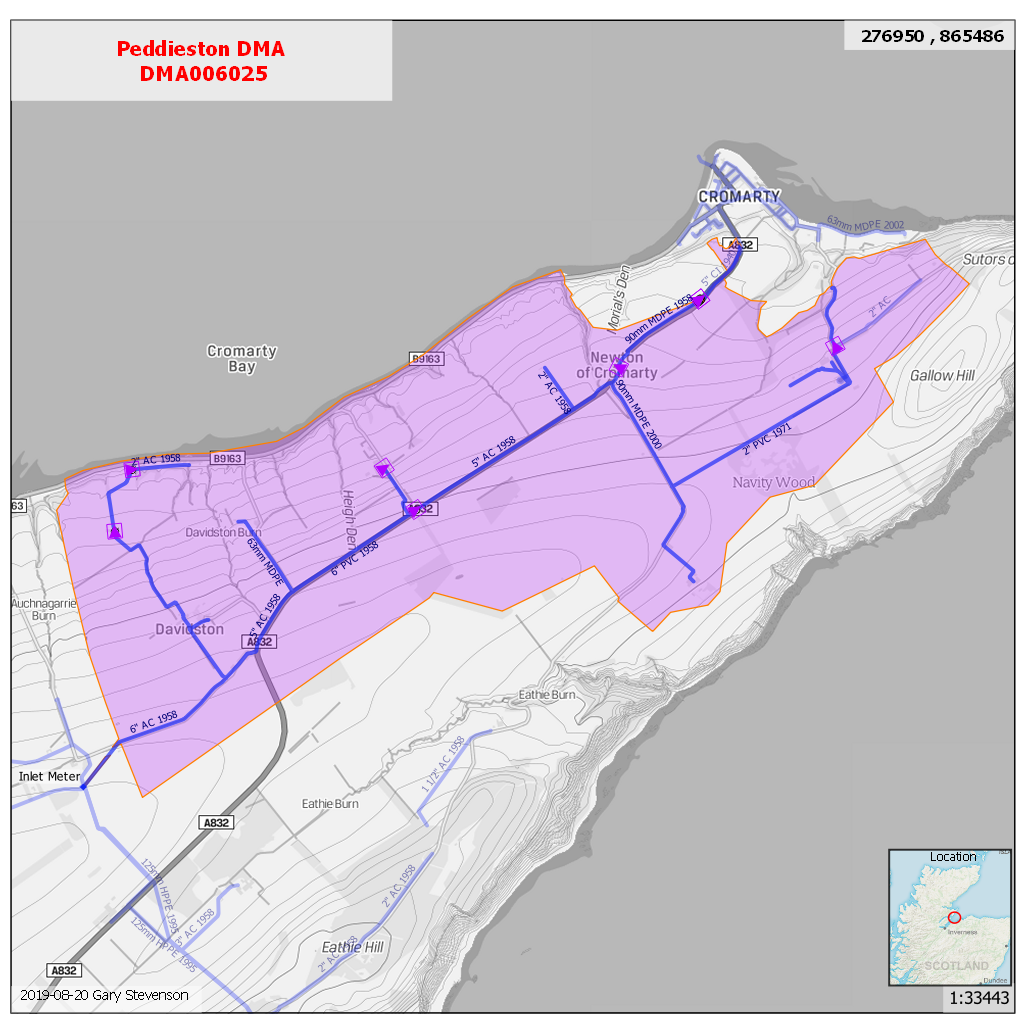 Peddieston DMA
DMA006025
276950 , 865486
CROMARTY
63mm MDPE 2002
A832
Sutors o
5" CI
Morial's Den
90mm MDPE 1958
2" AC
Cromarty
Bay
B9163
Newton
of Cromarty
Gallow Hill
2" AC 1958
90mm MDPE 2000
5" AC 1958
2" PVC 1971
2" AC 1958
B9163
Navity Wood
63
Heigh Den
A832
Davidston Burn
63mm MDPE
6" PVC 1958
Auchnagarrie
Burn
5" AC 1958
Davidston
A832
Eathie Burn
6" AC 1958
1 1/2" AC 1958
Inlet Meter
Eathie Burn
A832
125mm HPPE 1995
2" AC 1958
3" AC 1958
125mm HPPE 1995
Eathie Hill
2" AC 1958
A832
2019-08-20 Gary Stevenson
Location
Inverness
SCOTLAND
Dundee
1:33443